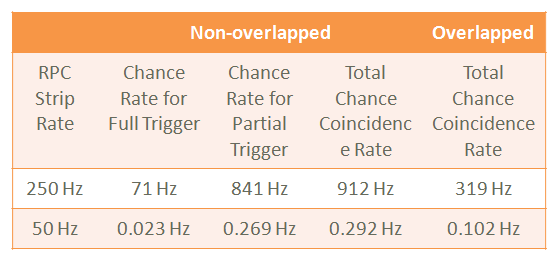 Non-overlapped Overlapped
RPC Chance Chance Total Total
Strip Rate for Rate for Chance Chance
Rate Full Trigger Partial Coincidenc Coincidence
Trigger e Rate Rate
250 Hz 71 Hz 841 Hz 912 Hz 319 Hz
50 Hz 0.023 Hz 0.269 Hz 0.292 Hz 0.102 Hz